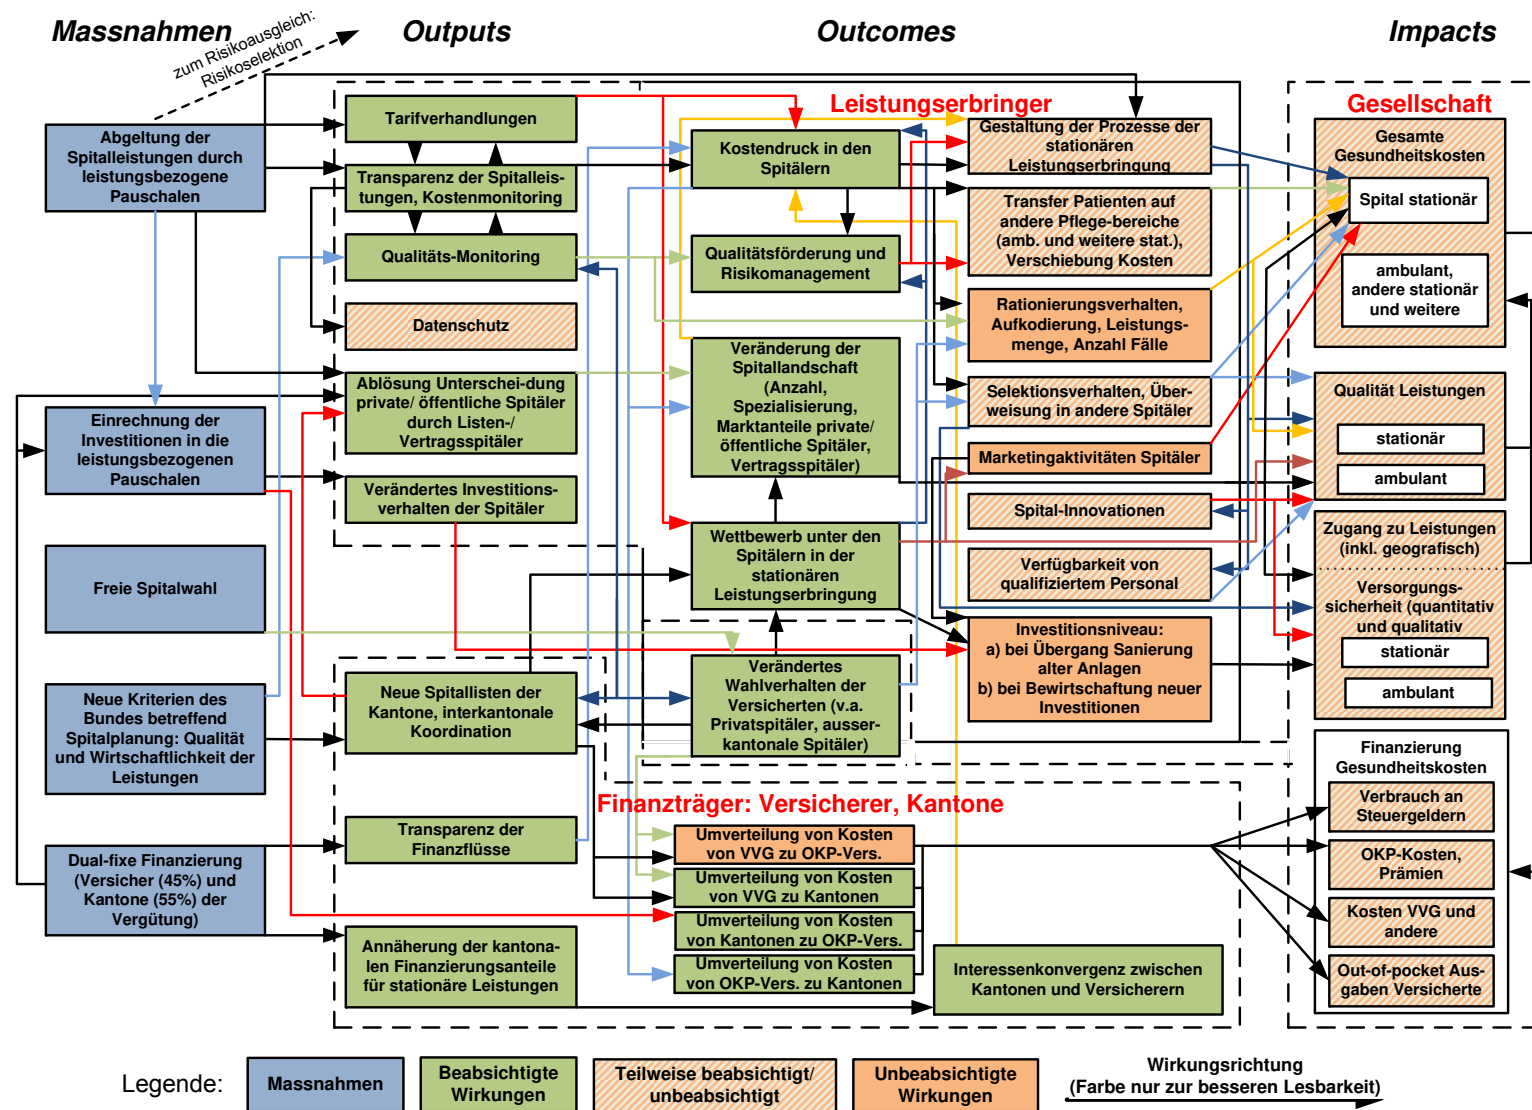 Massnahmen
Outputs
Outcomes
Impacts
zum Risikoausgleich:
Risikoselektion
Abgeltung der
Spitalleistungen durch
leistungsbezogene
Pauschalen
Einrechnung der
Investitionen in die
leistungsbezogenen
Pauschalen
Freie Spitalwahl
Neue Kriterien des
Bundes betreffend
Spitalplanung: Qualität
und Wirtschaftlichkeit der
Leistungen
Dual-fixe Finanzierung
(Versicher (45%) und
Kantone (55%) der
Vergütung)
Tarifverhandlungen
Transparenz der Spitalleis-
tungen, Kostenmonitoring
Qualitäts-Monitoring
Datenschutz
Ablösung Unterschei-dung
private/ öffentliche Spitäler
durch Listen-/
Vertragsspitäler
Verändertes Investitions-
verhalten der Spitäler
Neue Spitallisten der
Kantone, interkantonale
Koordination
Transparenz der
Finanzflüsse
Annäherung der kantona-
len Finanzierungsanteile
für stationäre Leistungen
Leistungserbringer
Kostendruck in den
Spitälern
Qualitätsförderung und
Risikomanagement
Veränderung der
Spitallandschaft
(Anzahl,
Spezialisierung,
Marktanteile private/
öffentliche Spitäler,
Vertragsspitäler)
Wettbewerb unter den
Spitälern in der
stationären
Leistungserbringung
Verändertes
Wahlverhalten der
Versicherten (v.a.
Privatspitäler, ausser-
kantonale Spitäler)
Gestaltung der Prozesse der
stationären
Leistungserbringung
Transfer Patienten auf
andere Pflege-bereiche
(amb. und weitere stat.),
Verschiebung Kosten
Rationierungsverhalten,
Aufkodierung, Leistungs-
menge, Anzahl Fälle
Selektionsverhalten, Über-
weisung in andere Spitäler
Marketingaktivitäten Spitäler
Spital-Innovationen
Verfügbarkeit von
qualifiziertem Personal
Investitionsniveau:
a) bei Übergang Sanierung
alter Anlagen
b) bei Bewirtschaftung neuer
Investitionen
Finanzträger: Versicherer, Kantone
Umverteilung von Kosten
von VVG zu OKP-Vers.
Umverteilung von Kosten
von VVG zu Kantonen
Umverteilung von Kosten
von Kantonen zu OKP-Vers.
Umverteilung von Kosten
von OKP-Vers. zu Kantonen
Interessenkonvergenz zwischen
Kantonen und Versicherern
Gesellschaft
Gesamte
Gesundheitskosten
Spital stationär
ambulant,
andere stationär
und weitere
Qualität Leistungen
stationär
ambulant
Zugang zu Leistungen
(inkl. geografisch)
Versorgungs-
sicherheit (quantitativ
und qualitativ
stationär
ambulant
Finanzierung
Gesundheitskosten
Verbrauch an
Steuergeldern
OKP-Kosten,
Prämien
Kosten VVG und
andere
Out-of-pocket Aus-
gaben Versicherte
Legende:
Massnahmen
Beabsichtigte
Wirkungen
Teilweise beabsichtigt/
unbeabsichtigt
Unbeabsichtigte
Wirkungen
Wirkungsrichtung
(Farbe nur zur besseren Lesbarkeit)